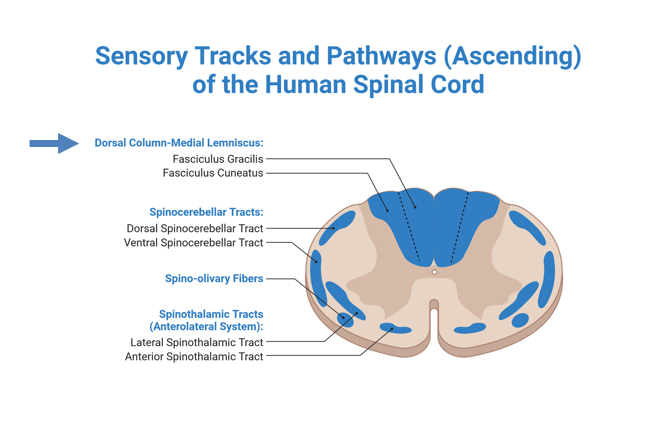 Sensory Tracks and Pathways (Ascending)
of the Human Spinal Cord
Dorsal Column-Medial Lemniscus:
Fasciculus Gracilis
Fasciculus Cuneatus
Spinocerebellar Tracts:
Dorsal Spinocerebellar Tract
Ventral Spinocerebellar Tract
Spino-olivary Fibers
Spinothalamic Tracts
(Anterolateral System):
Lateral Spinothalamic Tract
Anterior Spinothalamic Tract